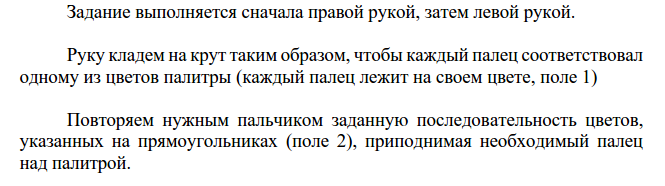 Задание выполняется сначала правой рукой, затем левой рукой.
Руку кладем на крут таким образом, чтобы каждый палец соответствовал
одному из цветов палитры (каждый палец лежит на своем цвете, поле 1)
Повторяем нужным пальчиком заданную последовательность цветов,
указанных на прямоугольниках (поле 2), приподнимая необходимый палец
над палитрой.